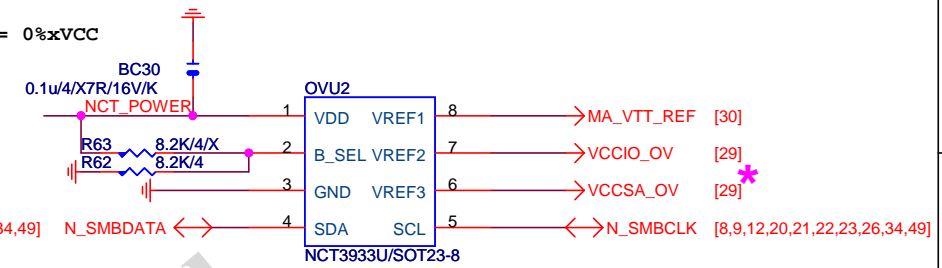 = 0%xVCC
BC30
0.1u/4/X7R/16V/K
OVU2
NCT_POWER
1 VDD VREF1 8 MA_VTT_REF [30]
R63 8.2K/4/X
2 B_SEL VREF2 7 VCCIO_OV [29]
R62 8.2K/4
3 GND VREF3 6 VCCSA_OV [29] *
34,49] N_SMBDATA 4 SDA SCL 5 N_SMBCLK [8,9,12,20,21,22,23,26,34,49]
NCT3933U/SOT23-8